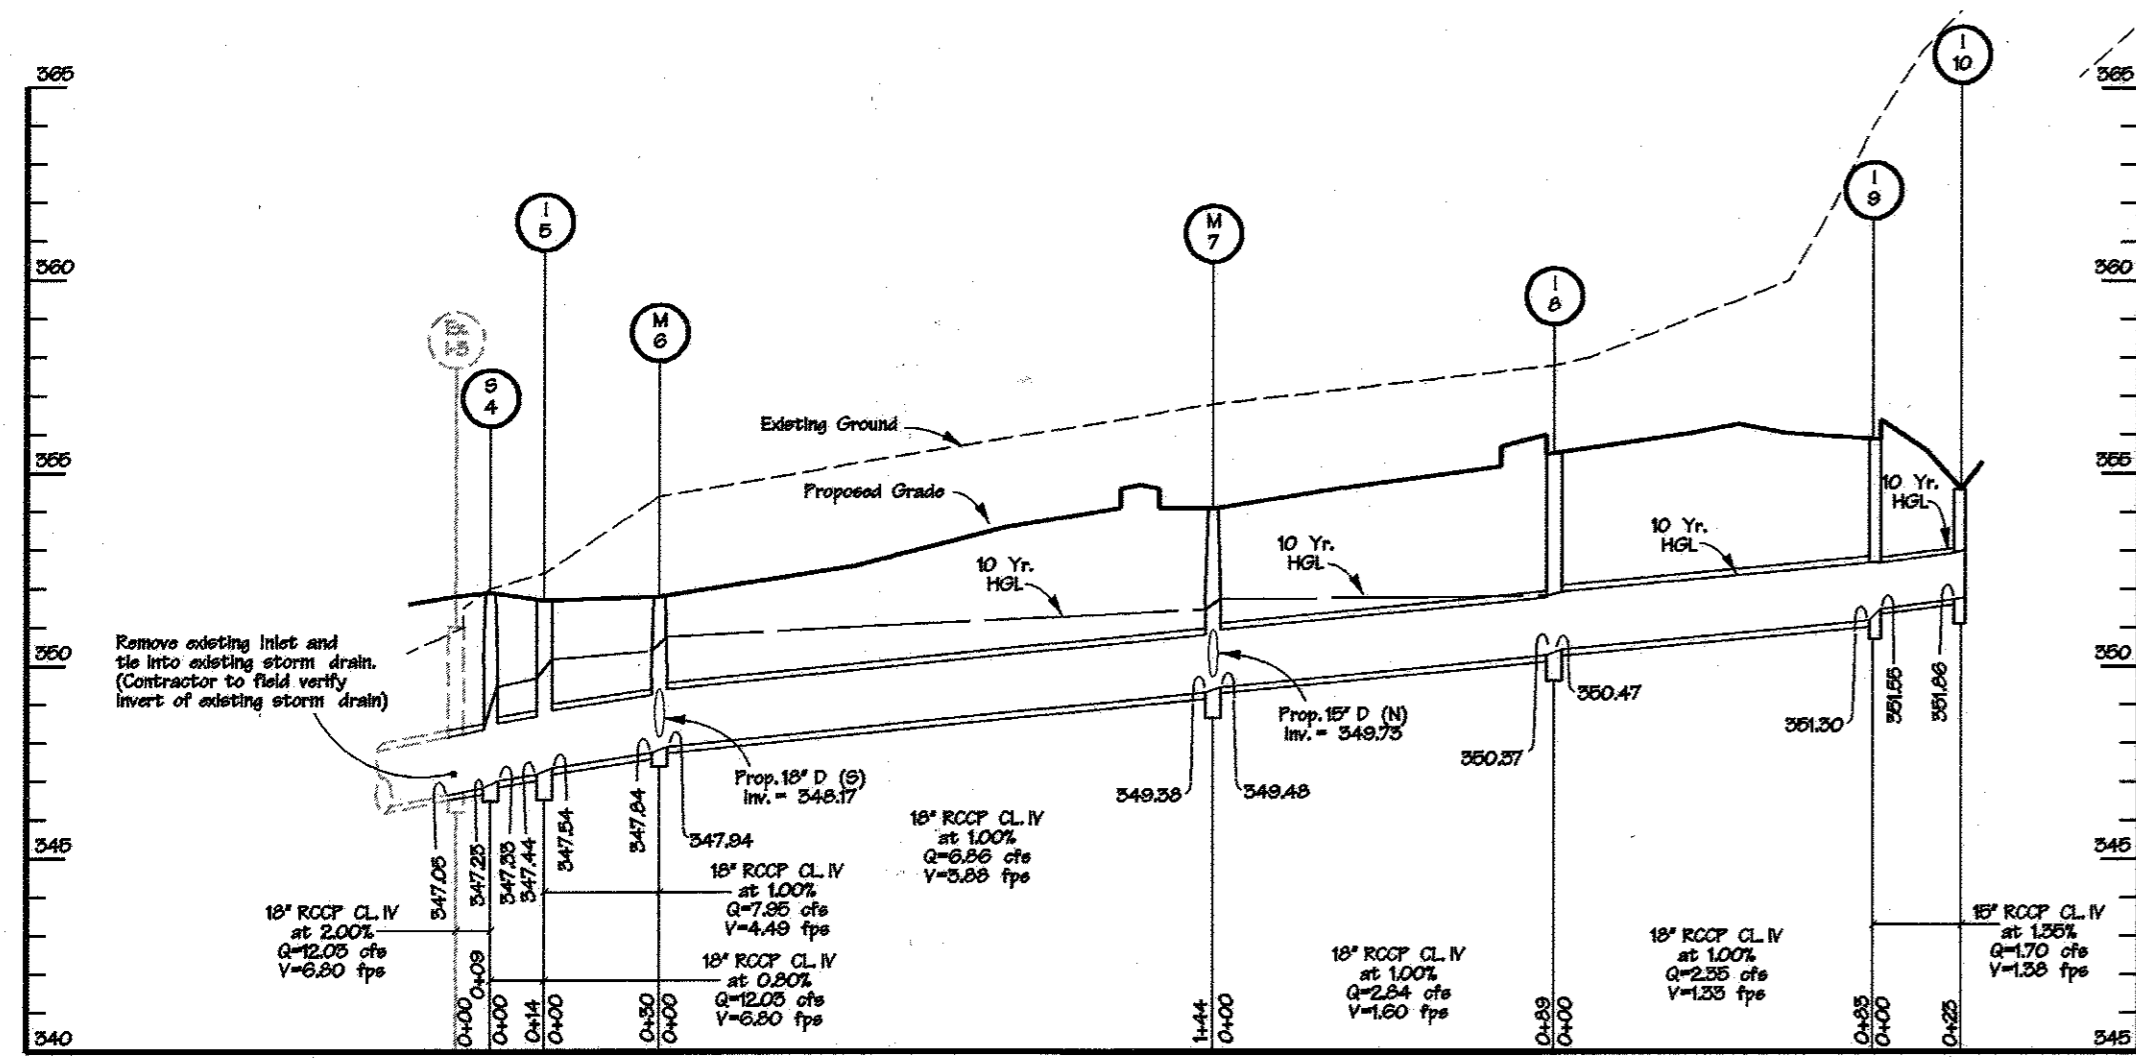 365
360
355
350
345
340
365
360
355
350
345
345
S
4
I
5
M
6
M
7
I
8
I
9
I
10
Existing Ground
Proposed Grade
10 Yr.
HGL
10 Yr.
HGL
10 Yr.
HGL
10 Yr.
HGL
Remove existing inlet and
tie into existing storm drain.
(Contractor to field verify
invert of existing storm drain)
Prop. 18" D (S)
Inv. = 348.17
Prop. 15" D (N)
Inv. = 349.73
347.23
347.33
347.44
347.54
347.84
347.94
349.38
349.48
350.37
350.47
351.30
351.55
351.86
18" RCCP CL. IV
at 2.00%
Q=12.03 cfs
V=6.80 fps
18" RCCP CL. IV
at 1.00%
Q=7.95 cfs
V=4.49 fps
18" RCCP CL. IV
at 0.80%
Q=12.03 cfs
V=6.80 fps
18" RCCP CL. IV
at 1.00%
Q=6.86 cfs
V=3.88 fps
18" RCCP CL. IV
at 1.00%
Q=2.84 cfs
V=1.60 fps
18" RCCP CL. IV
at 1.00%
Q=2.35 cfs
V=1.33 fps
15" RCCP CL. IV
at 1.35%
Q=1.70 cfs
V=1.38 fps
0+00
0+09
0+00
0+14
0+00
0+30
0+00
1+44
0+00
0+89
0+00
0+83
0+00
0+23